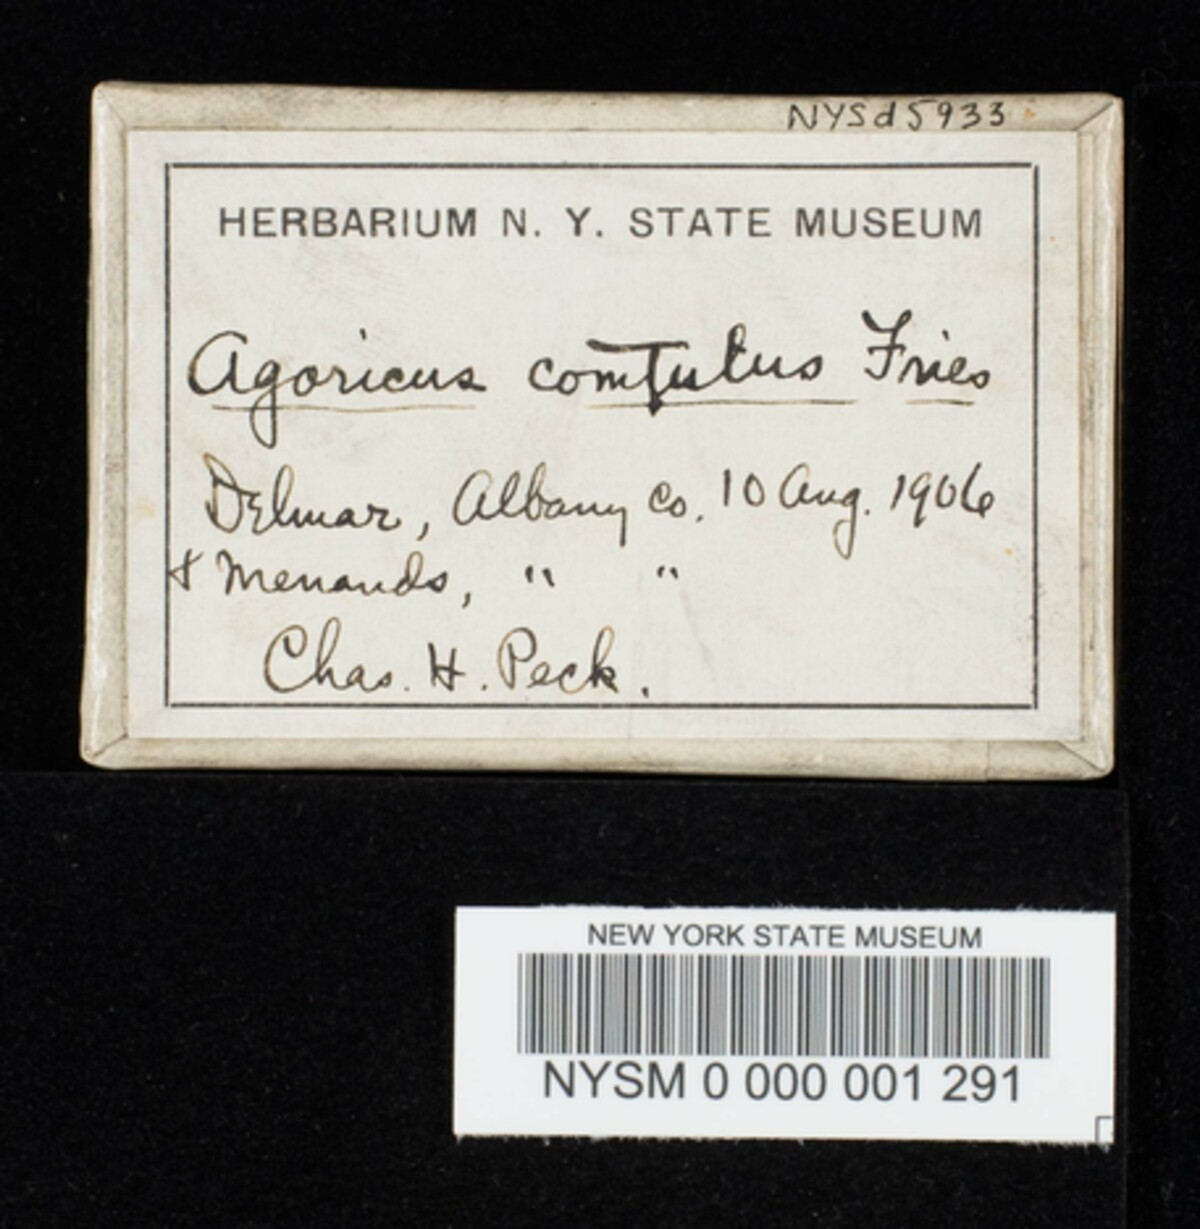 NYSd5933
HERBARIUM N. Y. STATE MUSEUM
Agaricus comtulus Fries
Delmar, Albany Co. 10 Aug. 1906
& Menands, " "
Chas. H. Peck.
NEW YORK STATE MUSEUM
NYSM 0 000 001 291